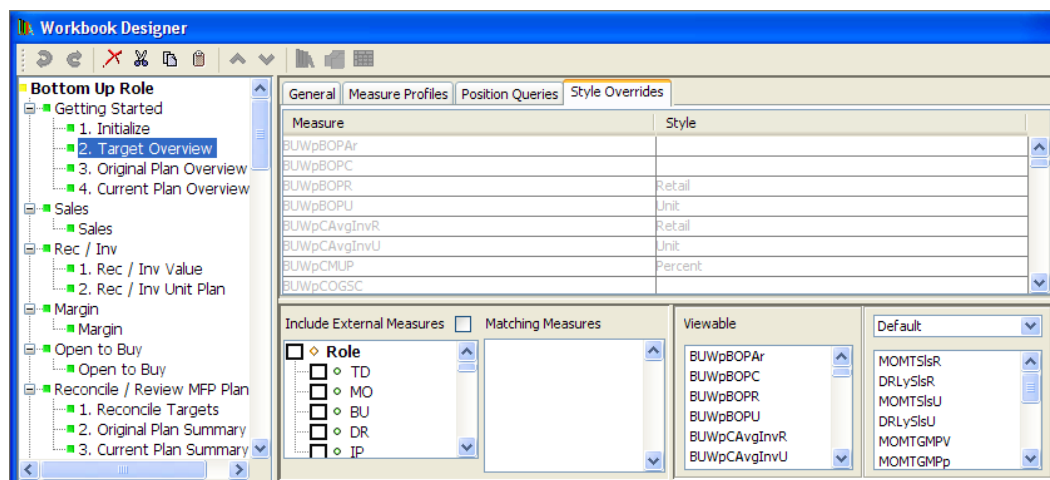 Workbook Designer
Bottom Up Role
Getting Started
1. Initialize
2. Target Overview
3. Original Plan Overview
4. Current Plan Overview
Sales
Sales
Rec / Inv
1. Rec / Inv Value
2. Rec / Inv Unit Plan
Margin
Margin
Open to Buy
Open to Buy
Reconcile / Review MFP Plan
1. Reconcile Targets
2. Original Plan Summary
3. Current Plan Summary
General Measure Profiles Position Queries Style Overrides
Measure Style
BUWpBOPAr
BUWpBOPC
BUWpBOPR Retail
BUWpBOPU Unit
BUWpCAvgInvR Retail
BUWpCAvgInvU Unit
BUWpCMUP Percent
BUWpCOGSC
Include External Measures Matching Measures
Role
TD
MO
BU
DR
IP
Viewable
BUWpBOPAr
BUWpBOPC
BUWpBOPR
BUWpBOPU
BUWpCAvgInvR
BUWpCAvgInvU
Default
MOMTSlsR
DRLySlsR
MOMTSlsU
DRLySlsU
MOMTGMPV
MOMTGMPp